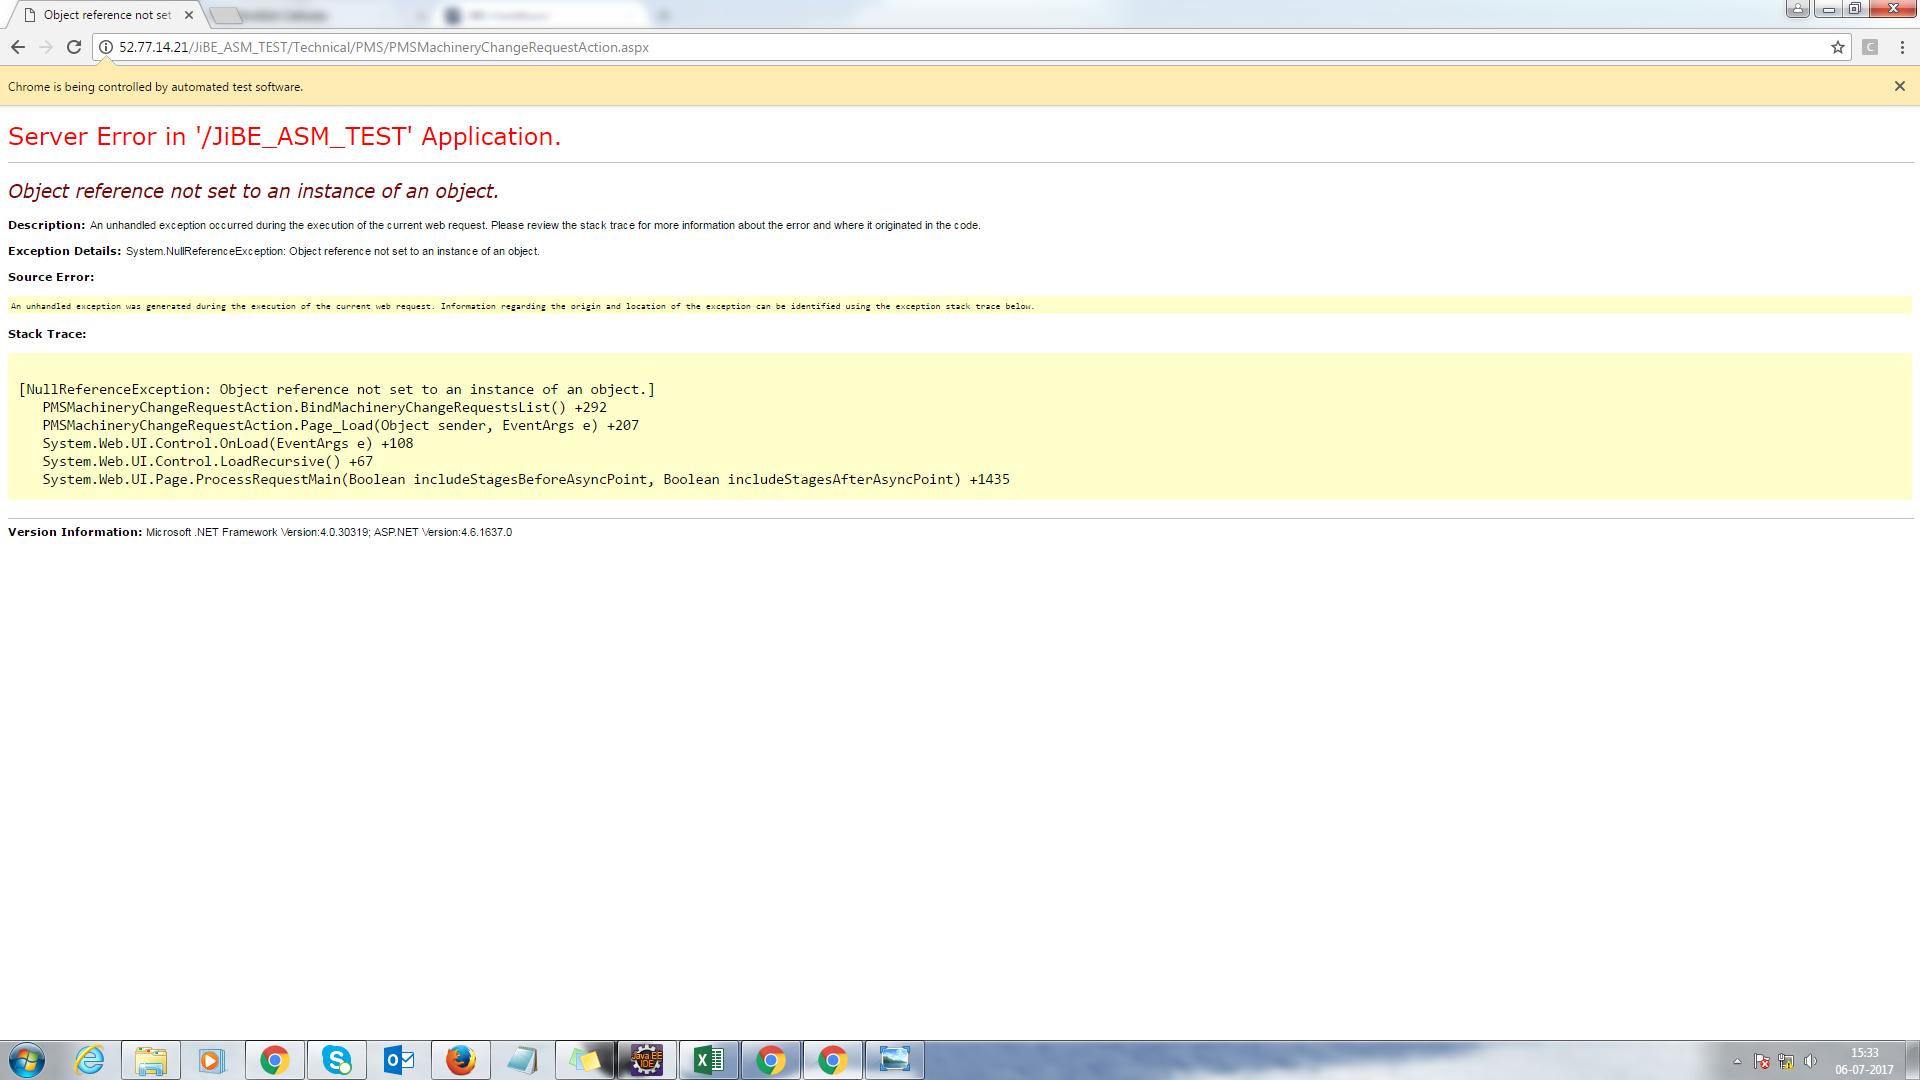 Object reference not set
52.77.14.21/JiBE_ASM_TEST/Technical/PMS/PMSMachineryChangeRequestAction.aspx
C
Chrome is being controlled by automated test software.
Server Error in '/JiBE_ASM_TEST' Application.
Object reference not set to an instance of an object.
Description: An unhandled exception occurred during the execution of the current web request. Please review the stack trace for more information about the error and where it originated in the code.
Exception Details: System.NullReferenceException: Object reference not set to an instance of an object.
Source Error:
An unhandled exception was generated during the execution of the current web request. Information regarding the origin and location of the exception can be identified using the exception stack trace below.
Stack Trace:
[NullReferenceException: Object reference not set to an instance of an object.]
PMSMachineryChangeRequestAction.BindMachineryChangeRequestsList() +292
PMSMachineryChangeRequestAction.Page_Load(Object sender, EventArgs e) +207
System.Web.UI.Control.OnLoad(EventArgs e) +108
System.Web.UI.Control.LoadRecursive() +67
System.Web.UI.Page.ProcessRequestMain(Boolean includeStagesBeforeAsyncPoint, Boolean includeStagesAfterAsyncPoint) +1435
Version Information: Microsoft .NET Framework Version:4.0.30319; ASP.NET Version:4.6.1637.0
Java EE
IDE
15:33
06-07-2017